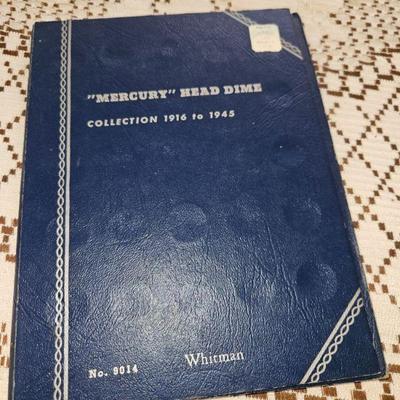 "MERCURY" HEAD DIME
COLLECTION 1916 to 1945
No. 9014
Whitman